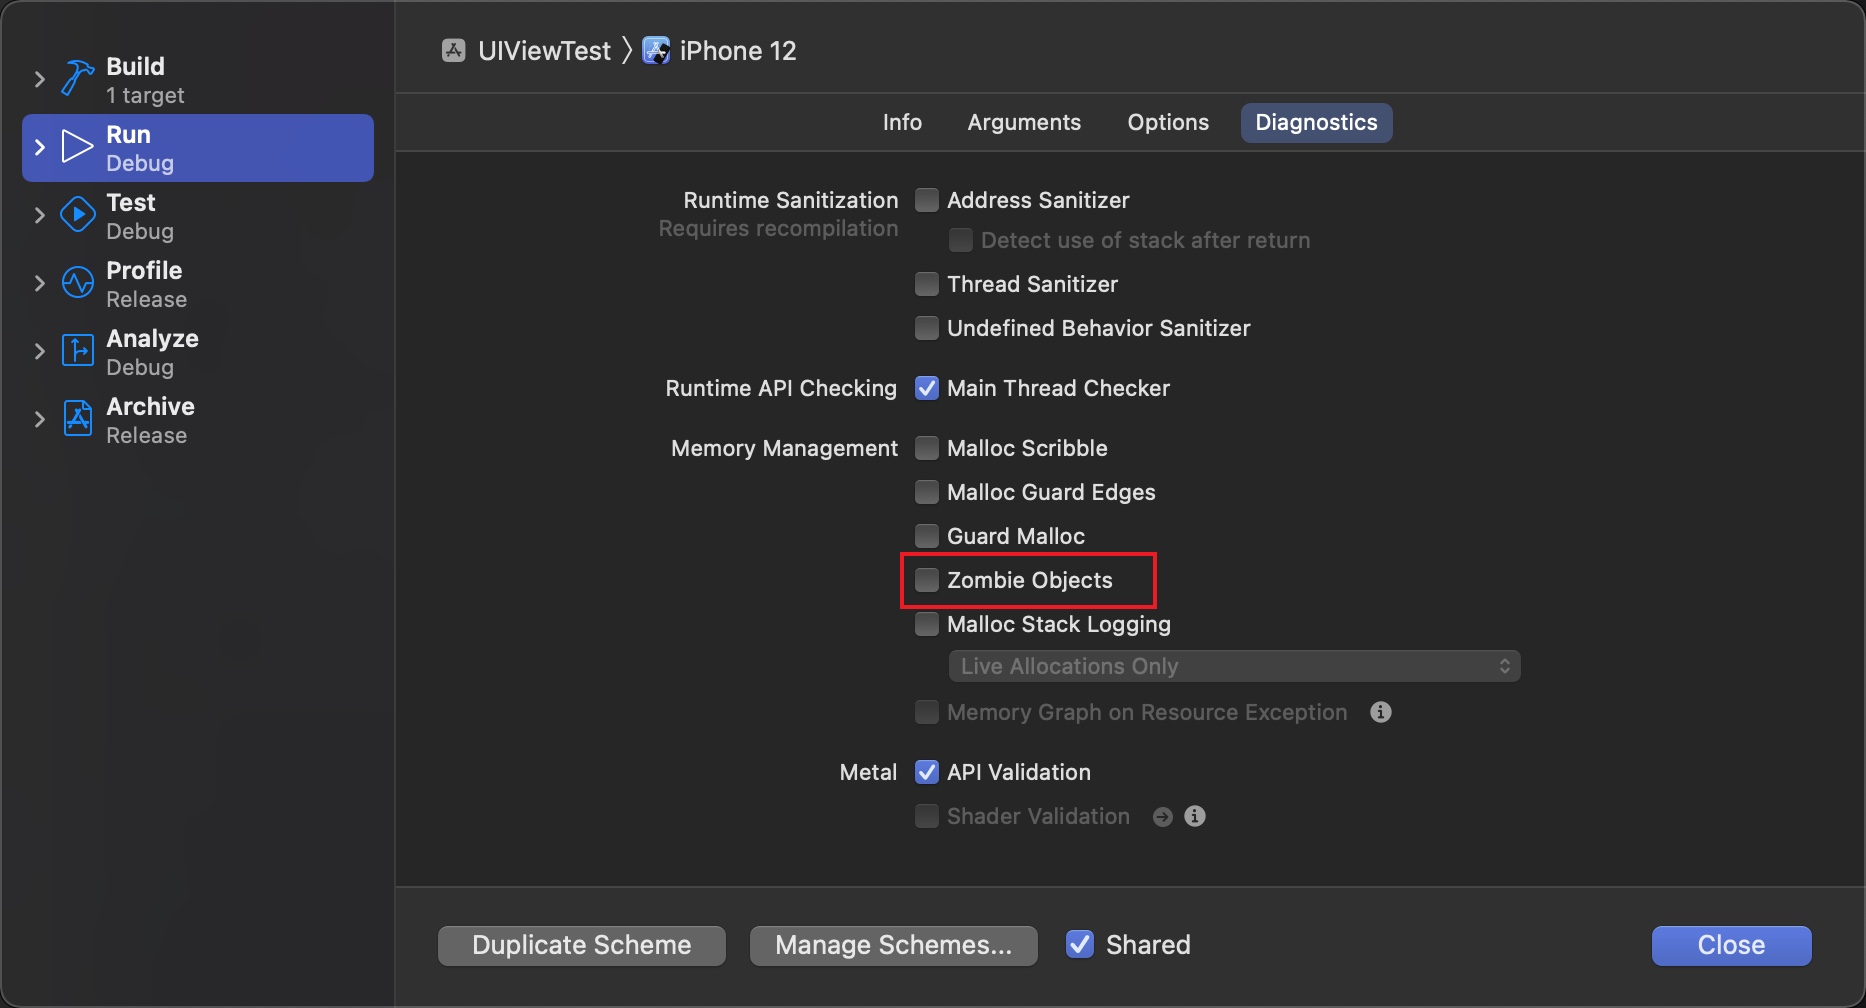 Build
1 target
Run
Debug
Test
Debug
Profile
Release
Analyze
Debug
Archive
Release
UIViewTest 〉 iPhone 12
Info Arguments Options Diagnostics
Runtime Sanitization Address Sanitizer
Requires recompilation
Detect use of stack after return
Thread Sanitizer
Undefined Behavior Sanitizer
Runtime API Checking Main Thread Checker
Memory Management Malloc Scribble
Malloc Guard Edges
Guard Malloc
Zombie Objects
Malloc Stack Logging
Live Allocations Only
Memory Graph on Resource Exception
Metal API Validation
Shader Validation
Duplicate Scheme Manage Schemes... Shared Close